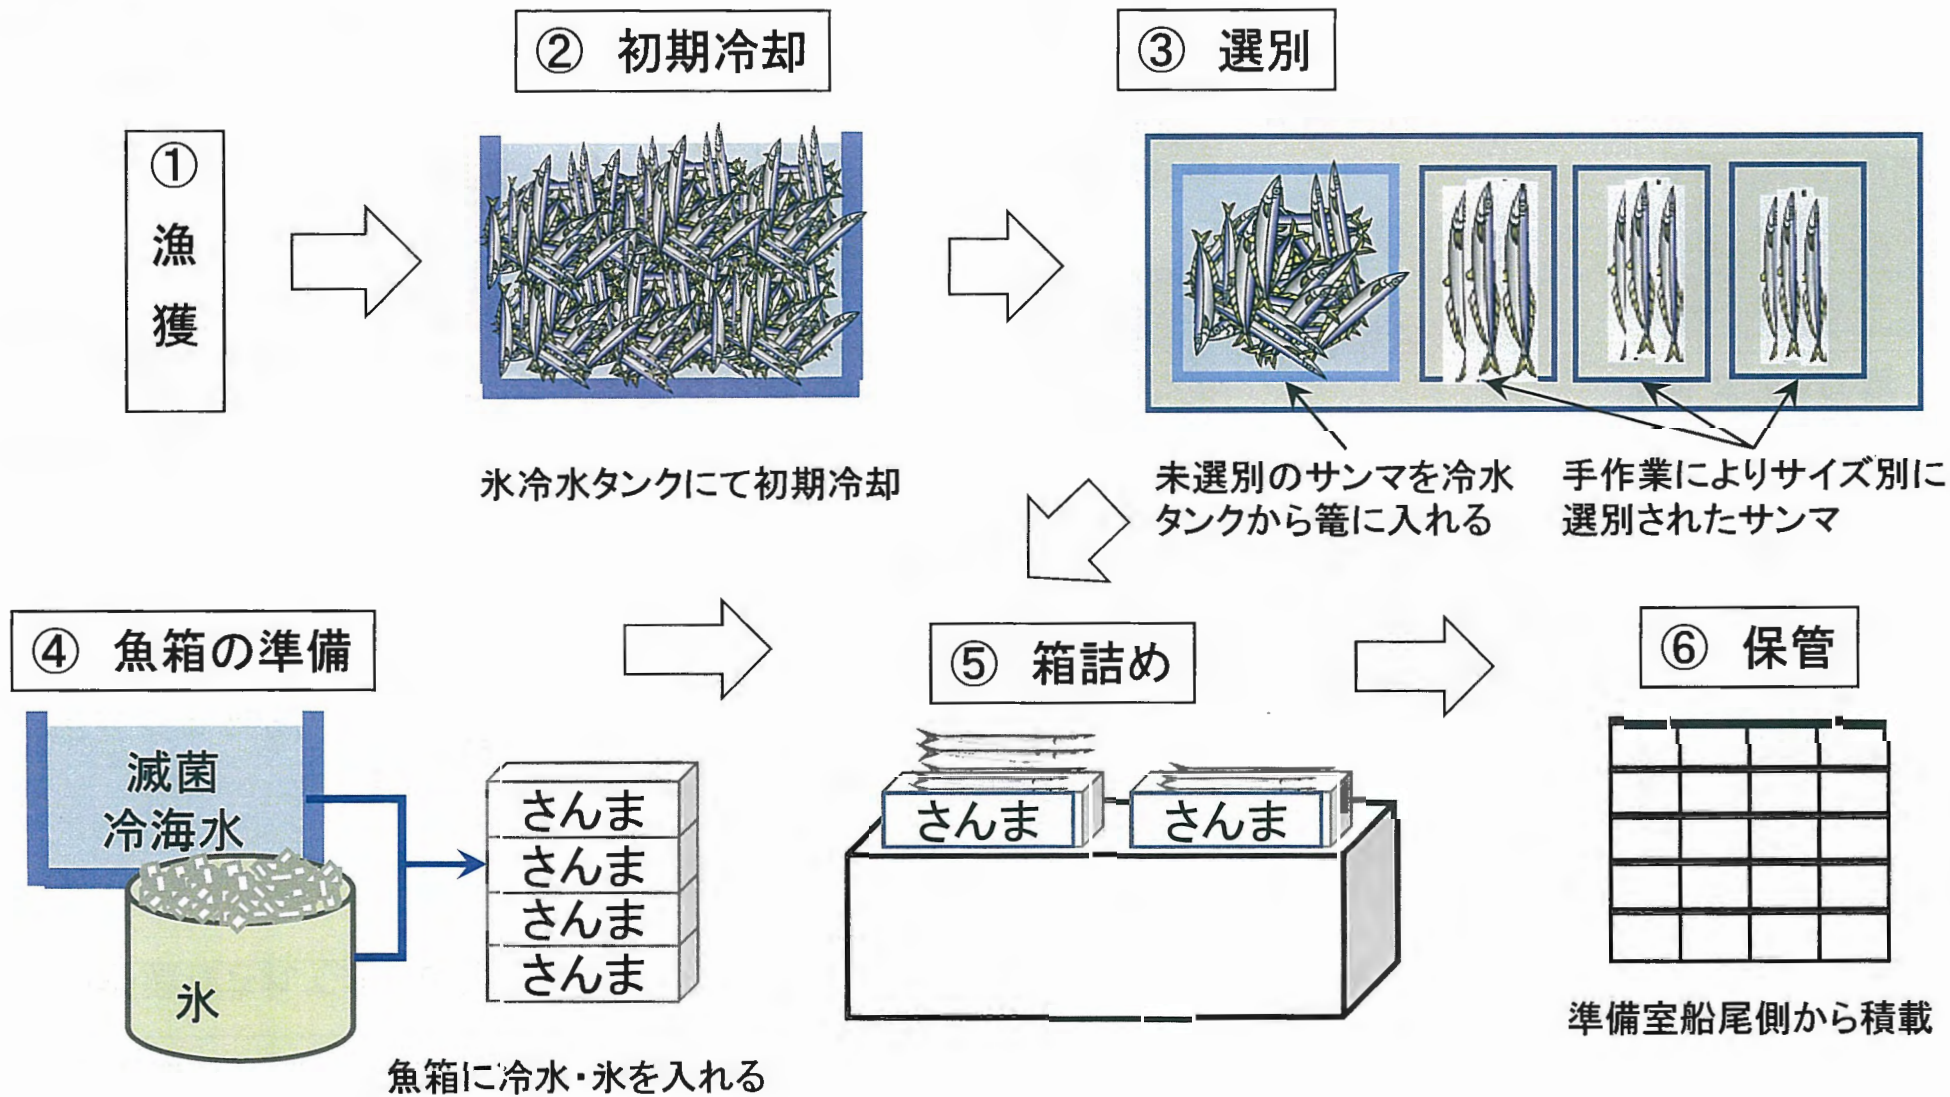 ① 漁獲
② 初期冷却
氷冷水タンクにて初期冷却
③ 選別
未選別のサンマを冷水
タンクから篭に入れる
手作業によりサイズ別に
選別されたサンマ
④ 魚箱の準備
滅菌
冷海水
氷
さんま
さんま
さんま
さんま
魚箱に冷水・氷を入れる
⑤ 箱詰め
さんま
さんま
⑥ 保管
準備室船尾側から積載